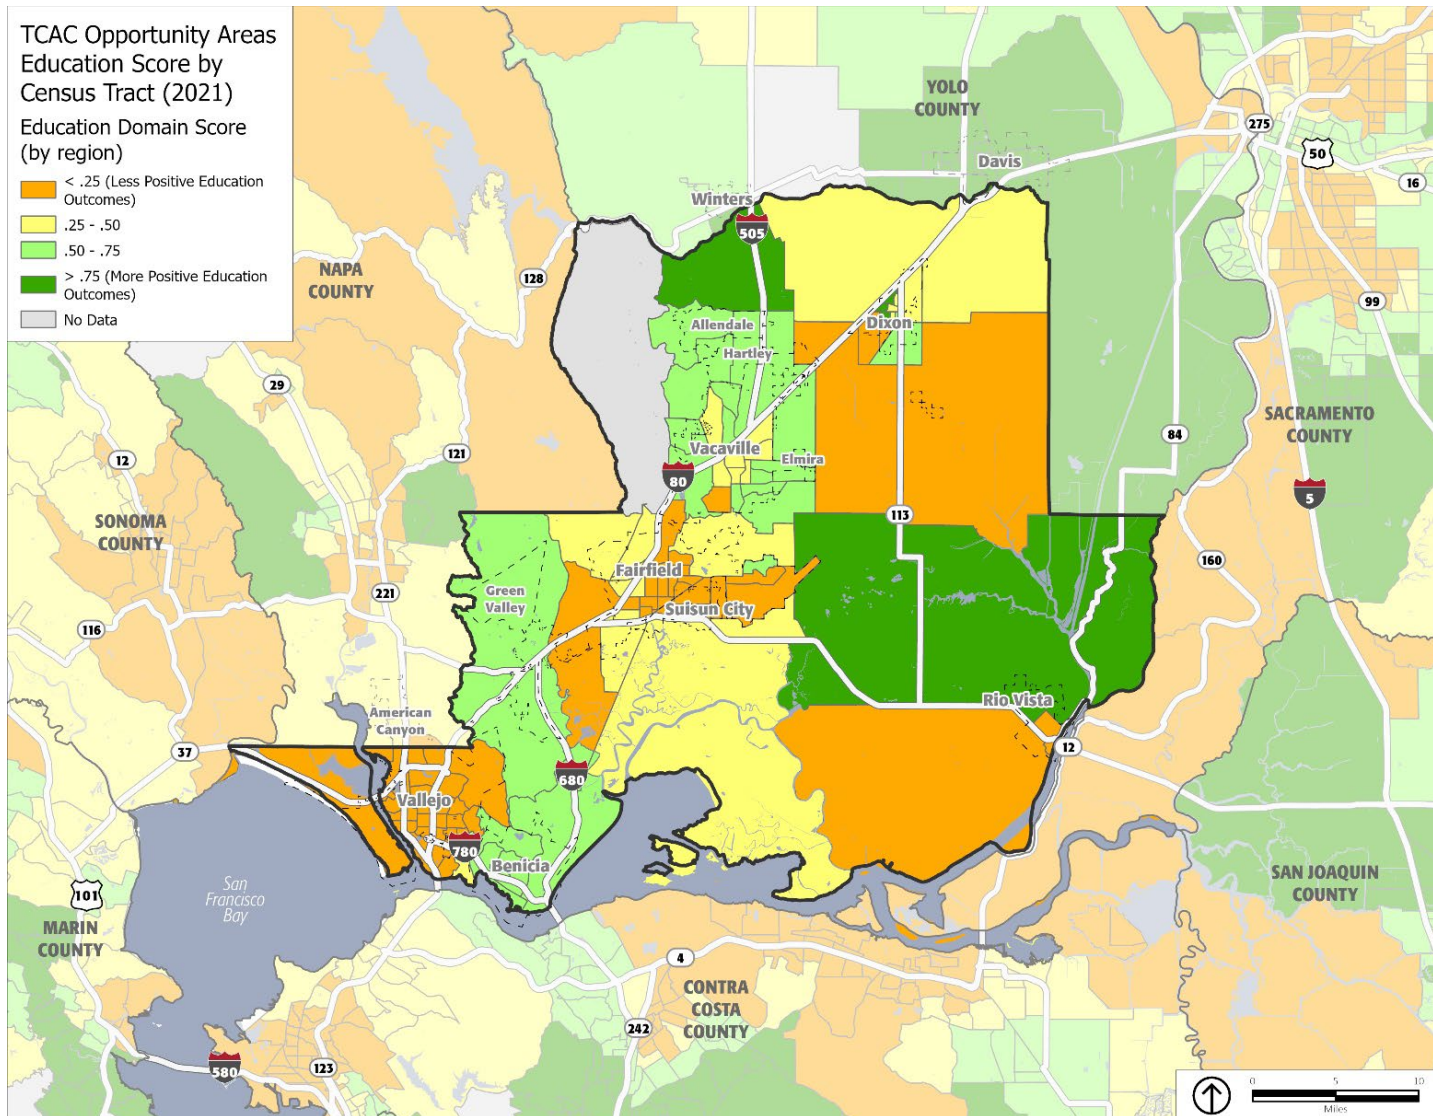 TCAC Opportunity Areas
Education Score by
Census Tract (2021)
Education Domain Score
(by region)
< .25 (Less Positive Education
Outcomes)
.25 - .50
.50 - .75
> .75 (More Positive Education
Outcomes)
No Data
YOLO
COUNTY
275
50
Davis
16
Winters
505
NAPA
COUNTY
128
99
Allendale
Dixon
Hartley
29
SACRAMENTO
COUNTY
84
12
121
Vacaville
Elmira
80
5
SONOMA
COUNTY
113
160
Fairfield
Green
Valley
221
Suisun City
116
Rio Vista
American
Canyon
37
12
680
Vallejo
780
Benicia
San
Francisco
Bay
101
MARIN
COUNTY
SAN JOAQUIN
COUNTY
4
CONTRA
COSTA
COUNTY
242
580
123
0 5 10
Miles